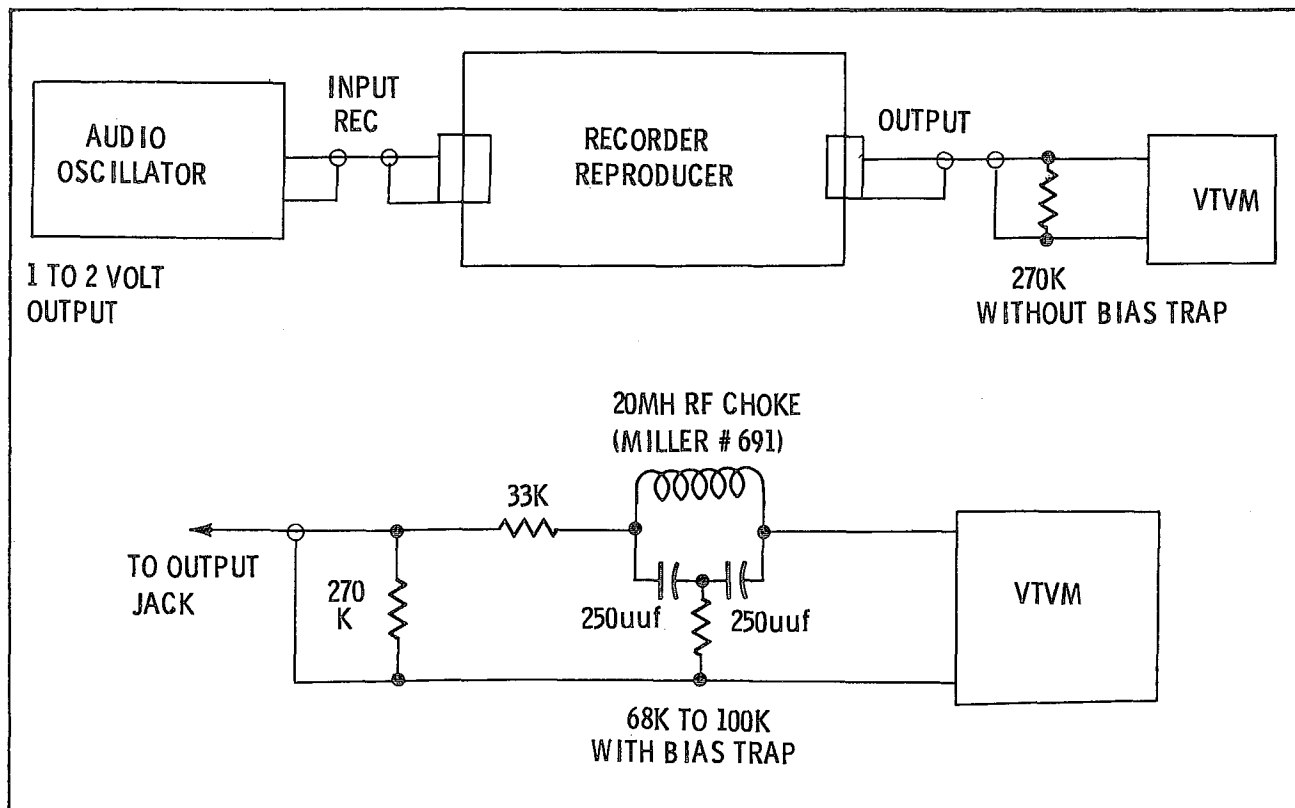 AUDIO
OSCILLATOR
1 TO 2 VOLT
OUTPUT
INPUT
REC
RECORDER
REPRODUCER
OUTPUT
VTVM
270K
WITHOUT BIAS TRAP
20MH RF CHOKE
(MILLER # 691)
33K
TO OUTPUT
JACK
270
K
250uuf
250uuf
VTVM
68K TO 100K
WITH BIAS TRAP